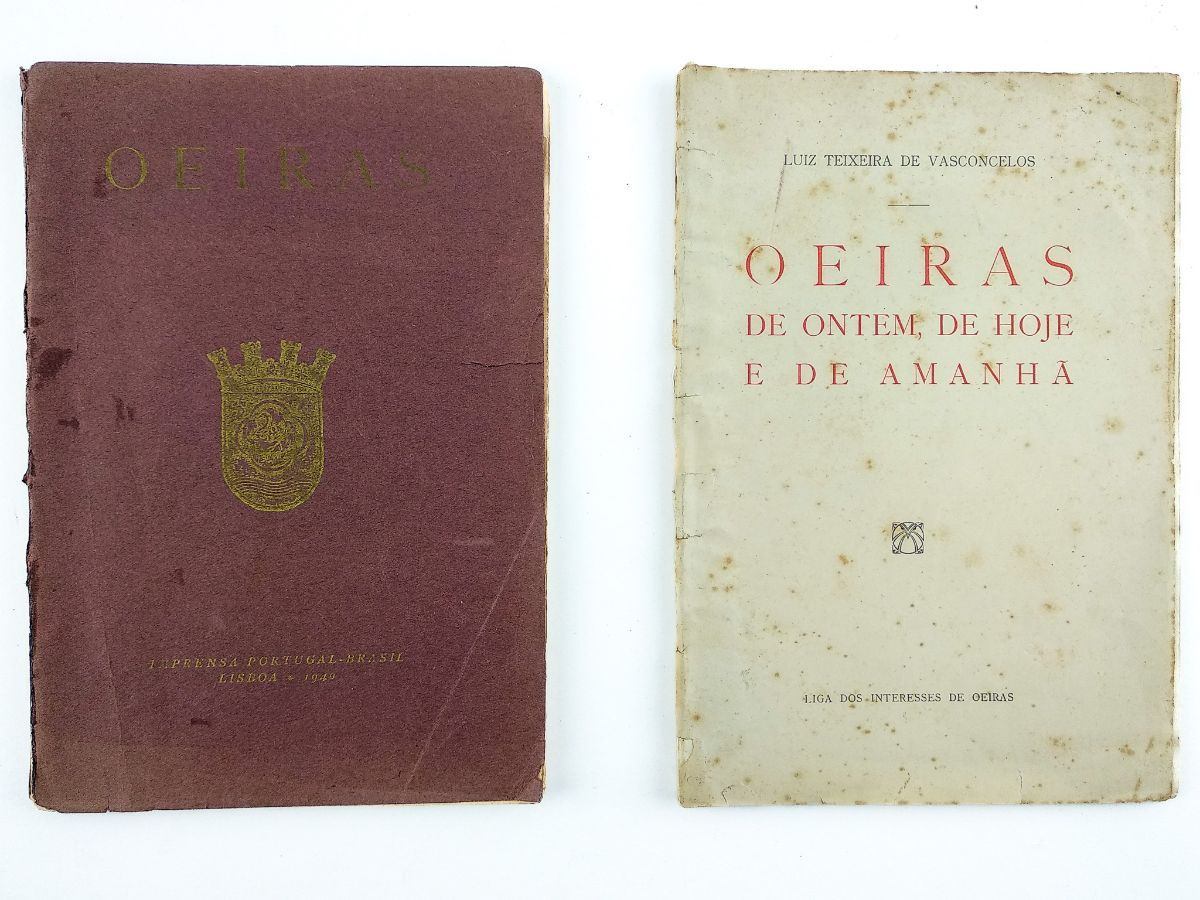 OEIRAS
IMPRENSA PORTUGAL-BRASIL
LISBOA * 1940
LUIZ TEIXEIRA DE VASCONCELOS
OEIRAS
DE ONTEM, DE HOJE
E DE AMANHÃ
LIGA DOS INTERESSES DE OEIRAS